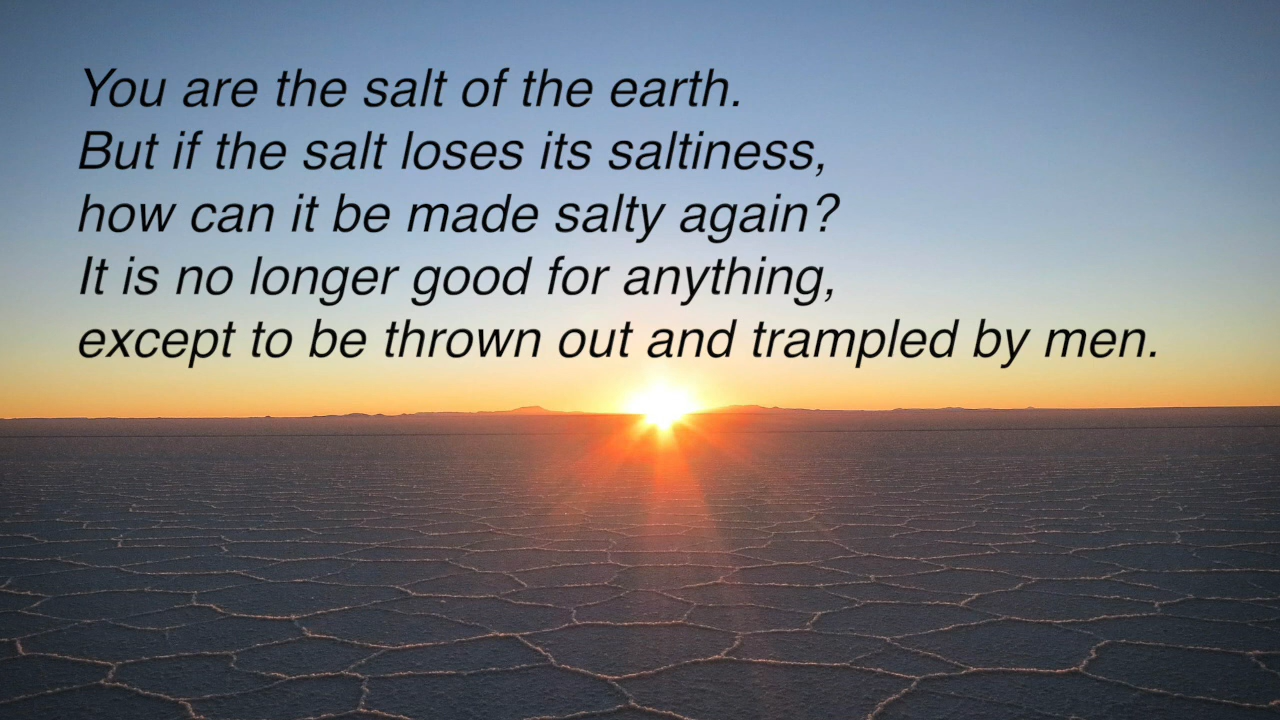 You are the salt of the earth.
But if the salt loses its saltiness,
how can it be made salty again?
It is no longer good for anything,
except to be thrown out and trampled by men.